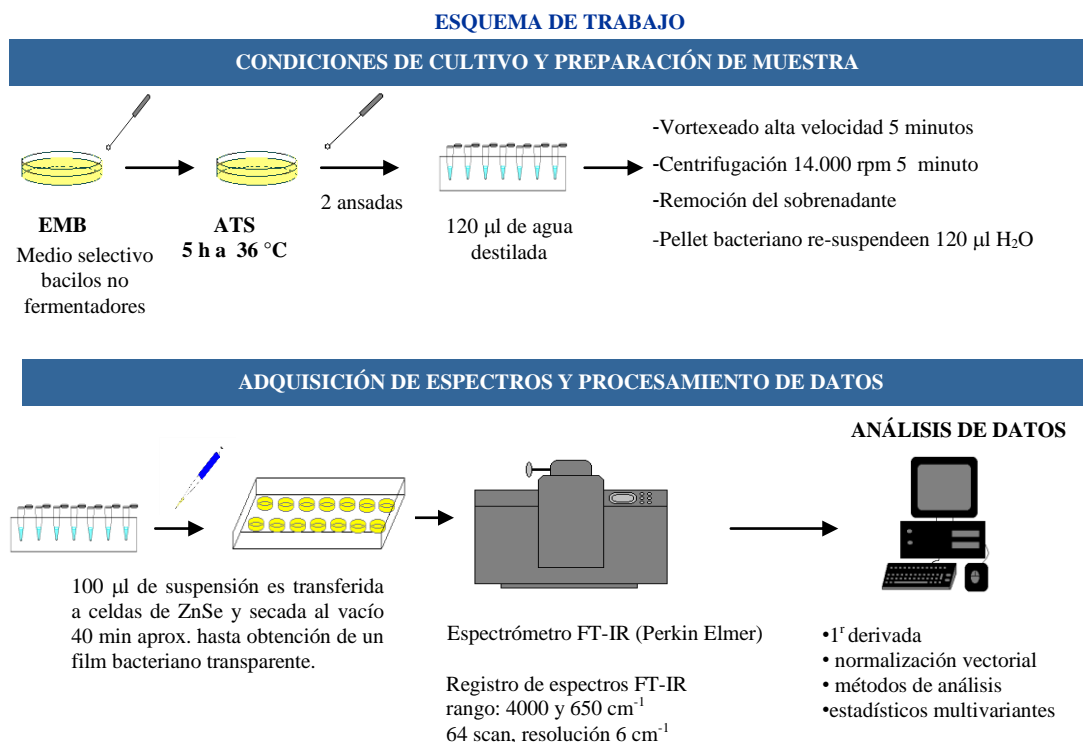 ESQUEMA DE TRABAJO
CONDICIONES DE CULTIVO Y PREPARACIÓN DE MUESTRA
EMB
Medio selectivo
bacilos no
fermentadores
ATS
5 h a 36 °C
2 ansadas
120 µl de agua
destilada
-Vortexeado alta velocidad 5 minutos
-Centrifugación 14.000 rpm 5 minuto
-Remoción del sobrenadante
-Pellet bacteriano re-suspendeen 120 µl H₂O
ADQUISICIÓN DE ESPECTROS Y PROCESAMIENTO DE DATOS
100 µl de suspensión es transferida
a celdas de ZnSe y secada al vacío
40 min aprox. hasta obtención de un
film bacteriano transparente.
Espectrómetro FT-IR (Perkin Elmer)
Registro de espectros FT-IR
rango: 4000 y 650 cm⁻¹
64 scan, resolución 6 cm⁻¹
ANÁLISIS DE DATOS
•1ʳ derivada
• normalización vectorial
• métodos de análisis
•estadísticos multivariantes